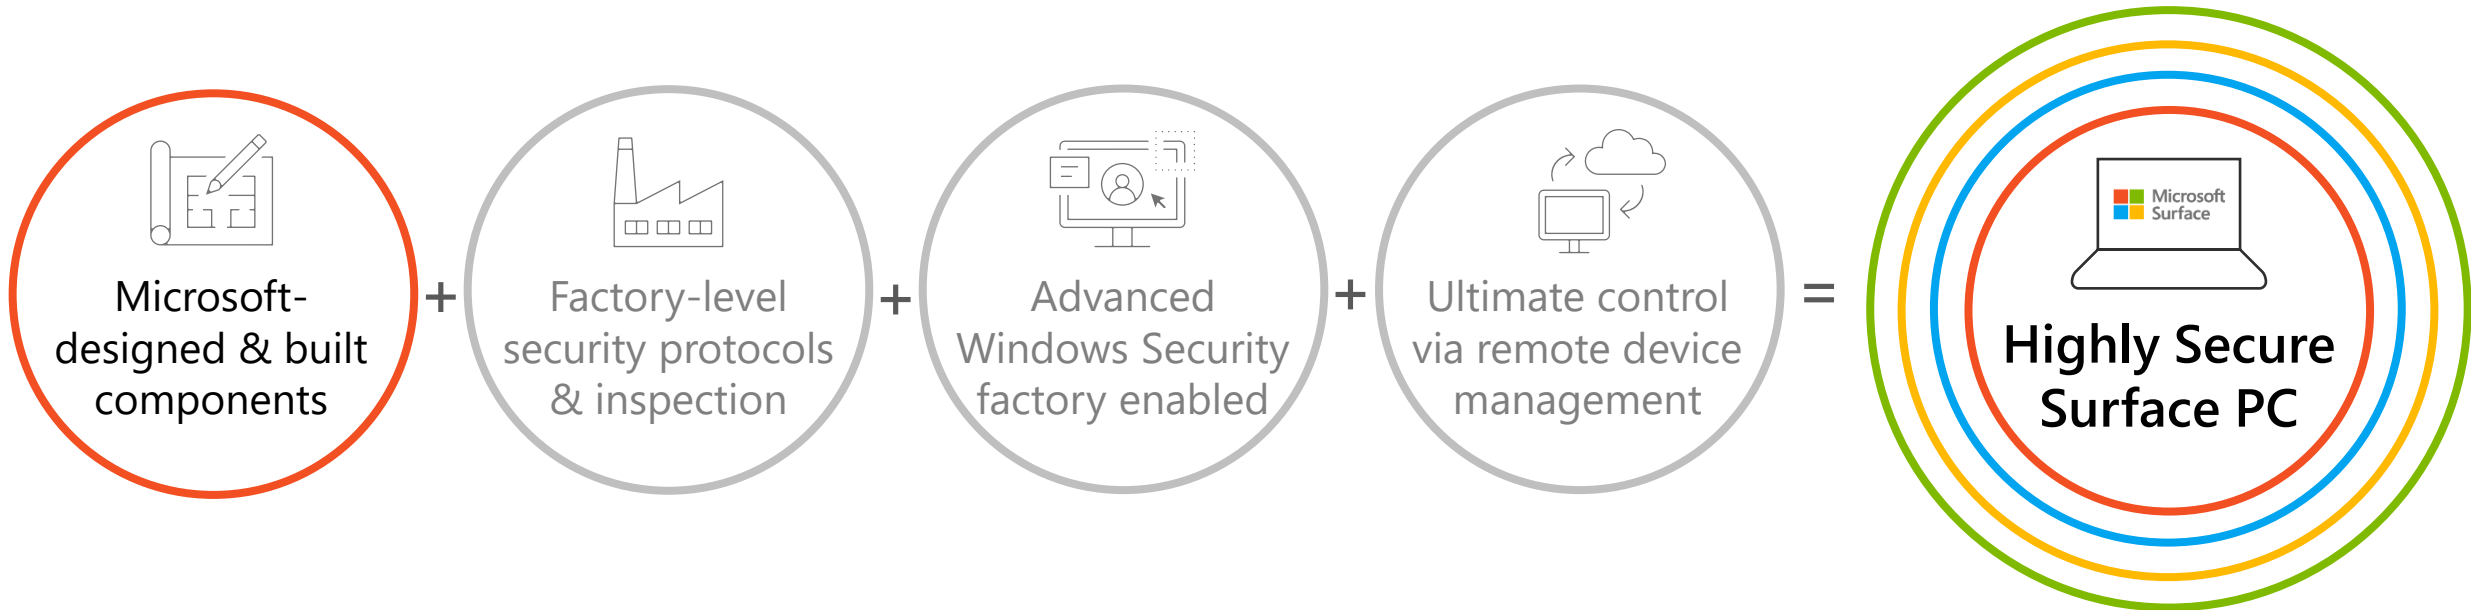 Microsoft-
designed & built
components
+
Factory-level
security protocols
& inspection
+
Advanced
Windows Security
factory enabled
+
Ultimate control
via remote device
management
=
Microsoft
Surface
Highly Secure
Surface PC